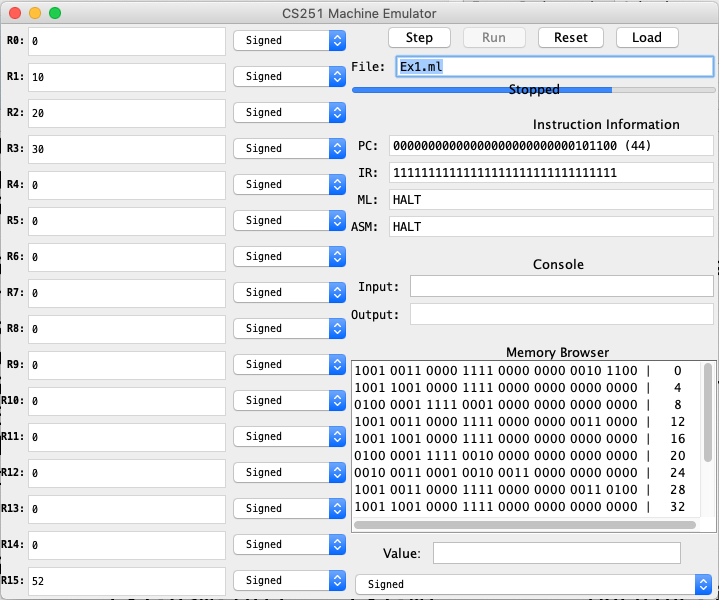 CS251 Machine Emulator
R0: 0 Signed
R1: 10 Signed
R2: 20 Signed
R3: 30 Signed
R4: 0 Signed
R5: 0 Signed
R6: 0 Signed
R7: 0 Signed
R8: 0 Signed
R9: 0 Signed
R10: 0 Signed
R11: 0 Signed
R12: 0 Signed
R13: 0 Signed
R14: 0 Signed
R15: 52 Signed
Step Run Reset Load
File: Ex1.ml
Stopped
Instruction Information
PC: 00000000000000000000000000101100 (44)
IR: 11111111111111111111111111111111
ML: HALT
ASM: HALT
Console
Input:
Output:
Memory Browser
1001 0011 0000 1111 0000 0000 0010 1100 | 0
1001 1001 0000 1111 0000 0000 0000 0000 | 4
0100 0001 1111 0001 0000 0000 0000 0000 | 8
1001 0011 0000 1111 0000 0000 0011 0000 | 12
1001 1001 0000 1111 0000 0000 0000 0000 | 16
0100 0001 1111 0010 0000 0000 0000 0000 | 20
0010 0011 0001 0010 0011 0000 0000 0000 | 24
1001 0011 0000 1111 0000 0000 0011 0100 | 28
1001 1001 0000 1111 0000 0000 0000 0000 | 32
Value:
Signed